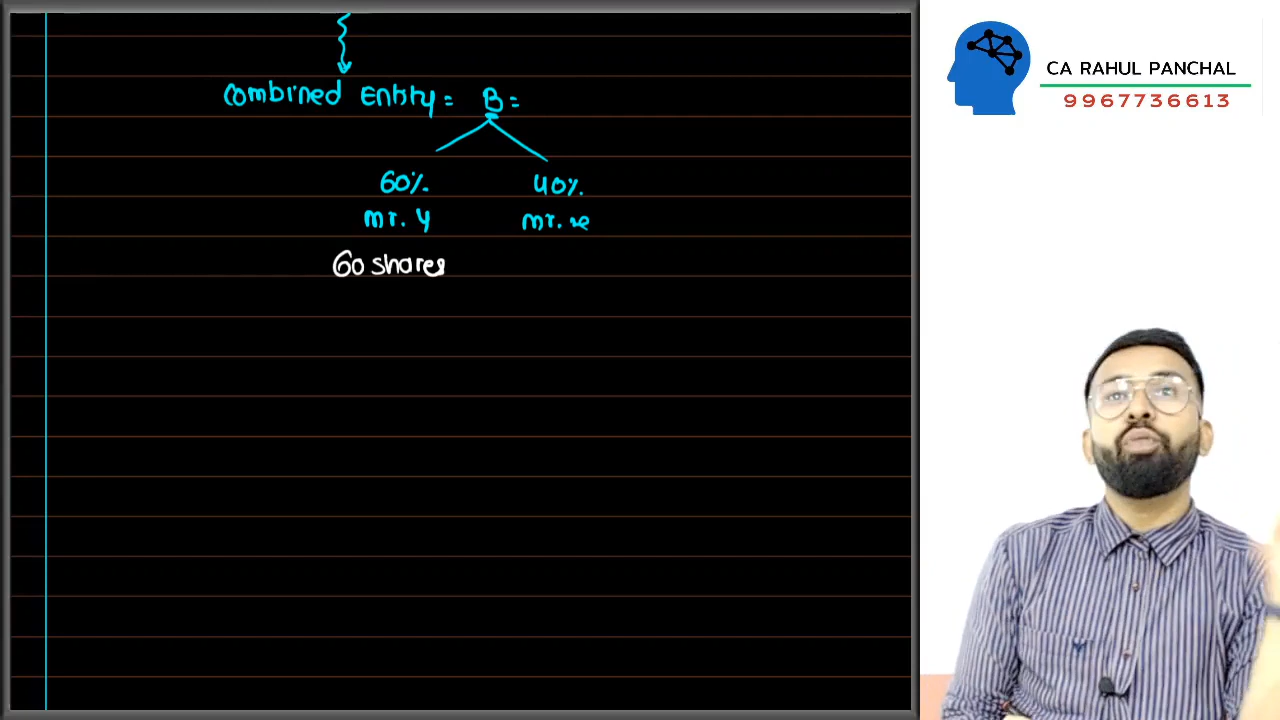 Combined Entity = B =
60% 40%
mr. y mr. x
60 shares
CA RAHUL PANCHAL
9967736613